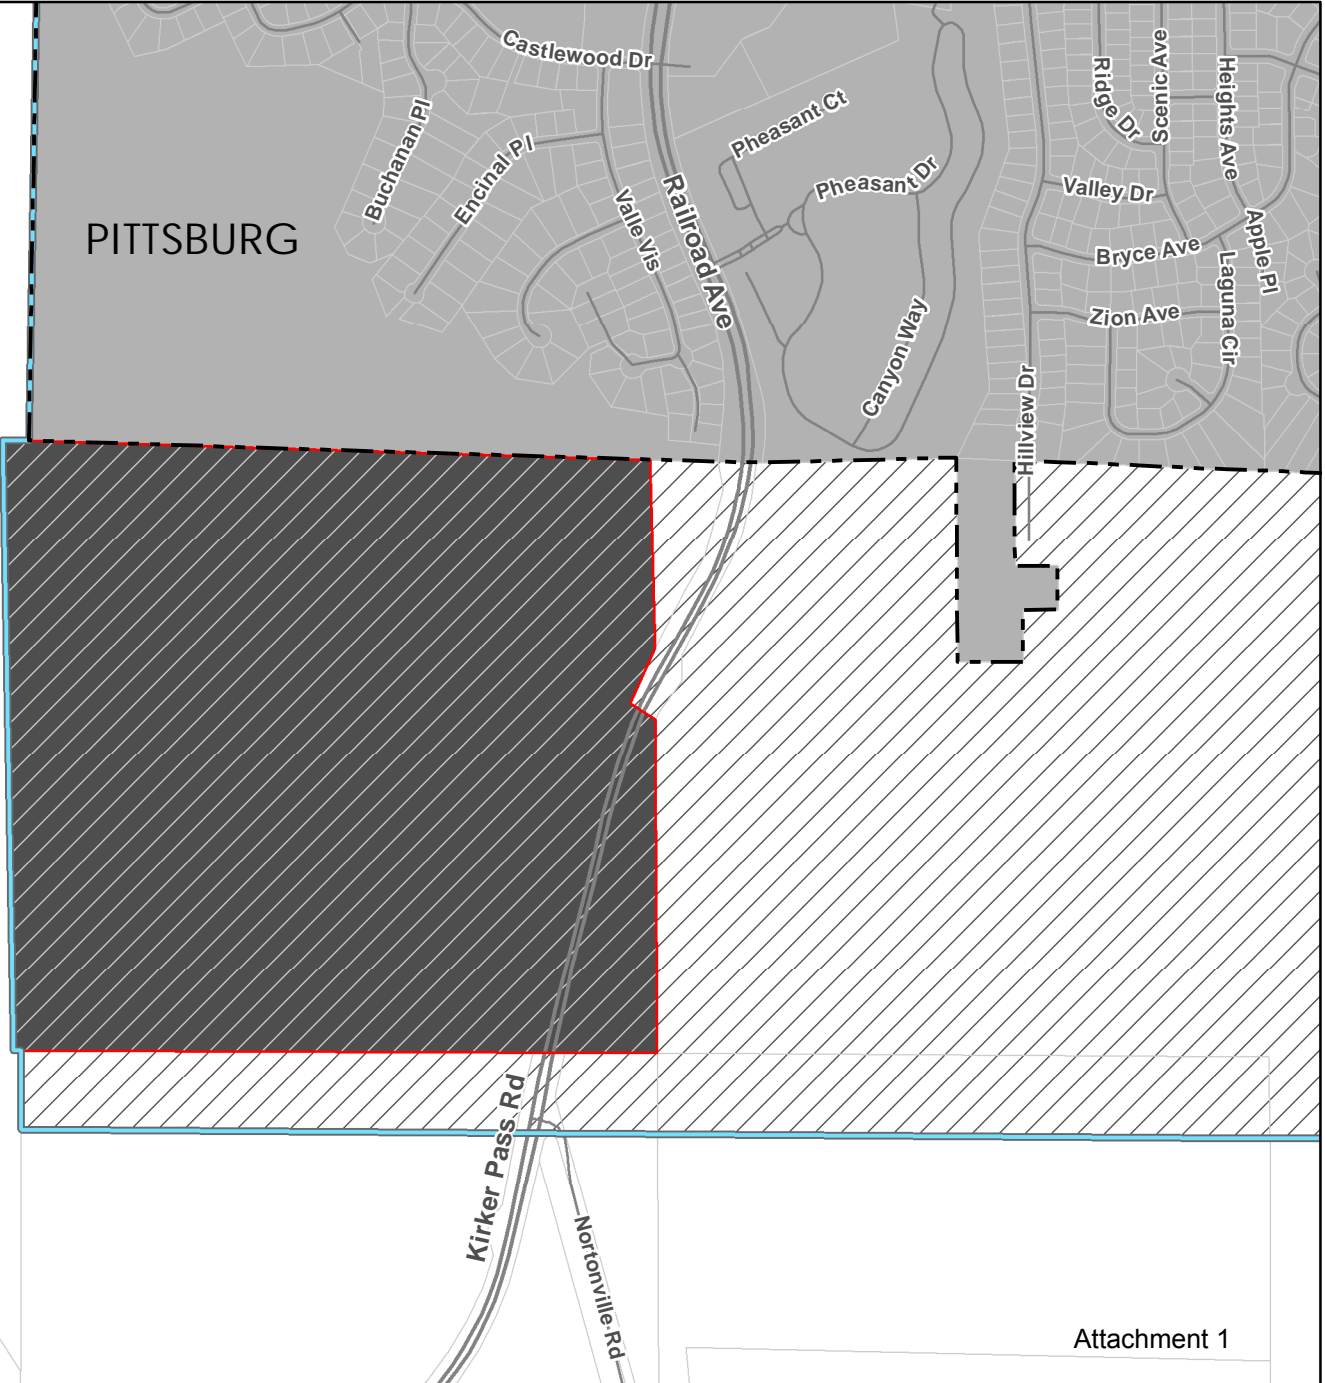 Castlewood Dr
Buchanan Pl
Encinal Pl
Valle Vis
Railroad Ave
Pheasant Ct
Pheasant Dr
Canyon Way
Ridge Dr
Scenic Ave
Heights Ave
Valley Dr
Bryce Ave
Apple Pl
Laguna Cir
Zion Ave
Hillview Dr
PITTSBURG
Kirker Pass Rd
Nortonville Rd
Attachment 1